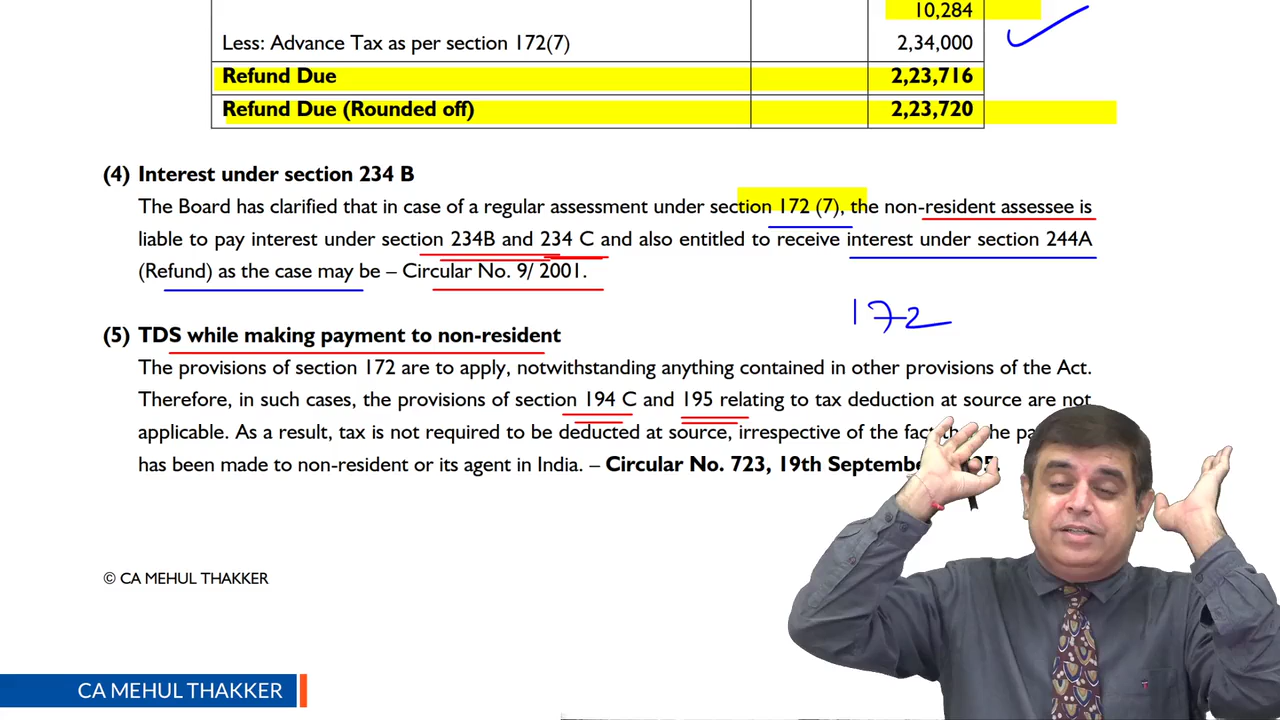 10,284
Less: Advance Tax as per section 172(7) 2,34,000
Refund Due 2,23,716
Refund Due (Rounded off) 2,23,720
(4) Interest under section 234 B
The Board has clarified that in case of a regular assessment under section 172 (7), the non-resident assessee is
liable to pay interest under section 234B and 234 C and also entitled to receive interest under section 244A
(Refund) as the case may be – Circular No. 9/ 2001.
172
(5) TDS while making payment to non-resident
The provisions of section 172 are to apply, notwithstanding anything contained in other provisions of the Act.
Therefore, in such cases, the provisions of section 194 C and 195 relating to tax deduction at source are not
applicable. As a result, tax is not required to be deducted at source, irrespective of the fact
has been made to non-resident or its agent in India. – Circular No. 723, 19th
© CA MEHUL THAKKER
CA MEHUL THAKKER